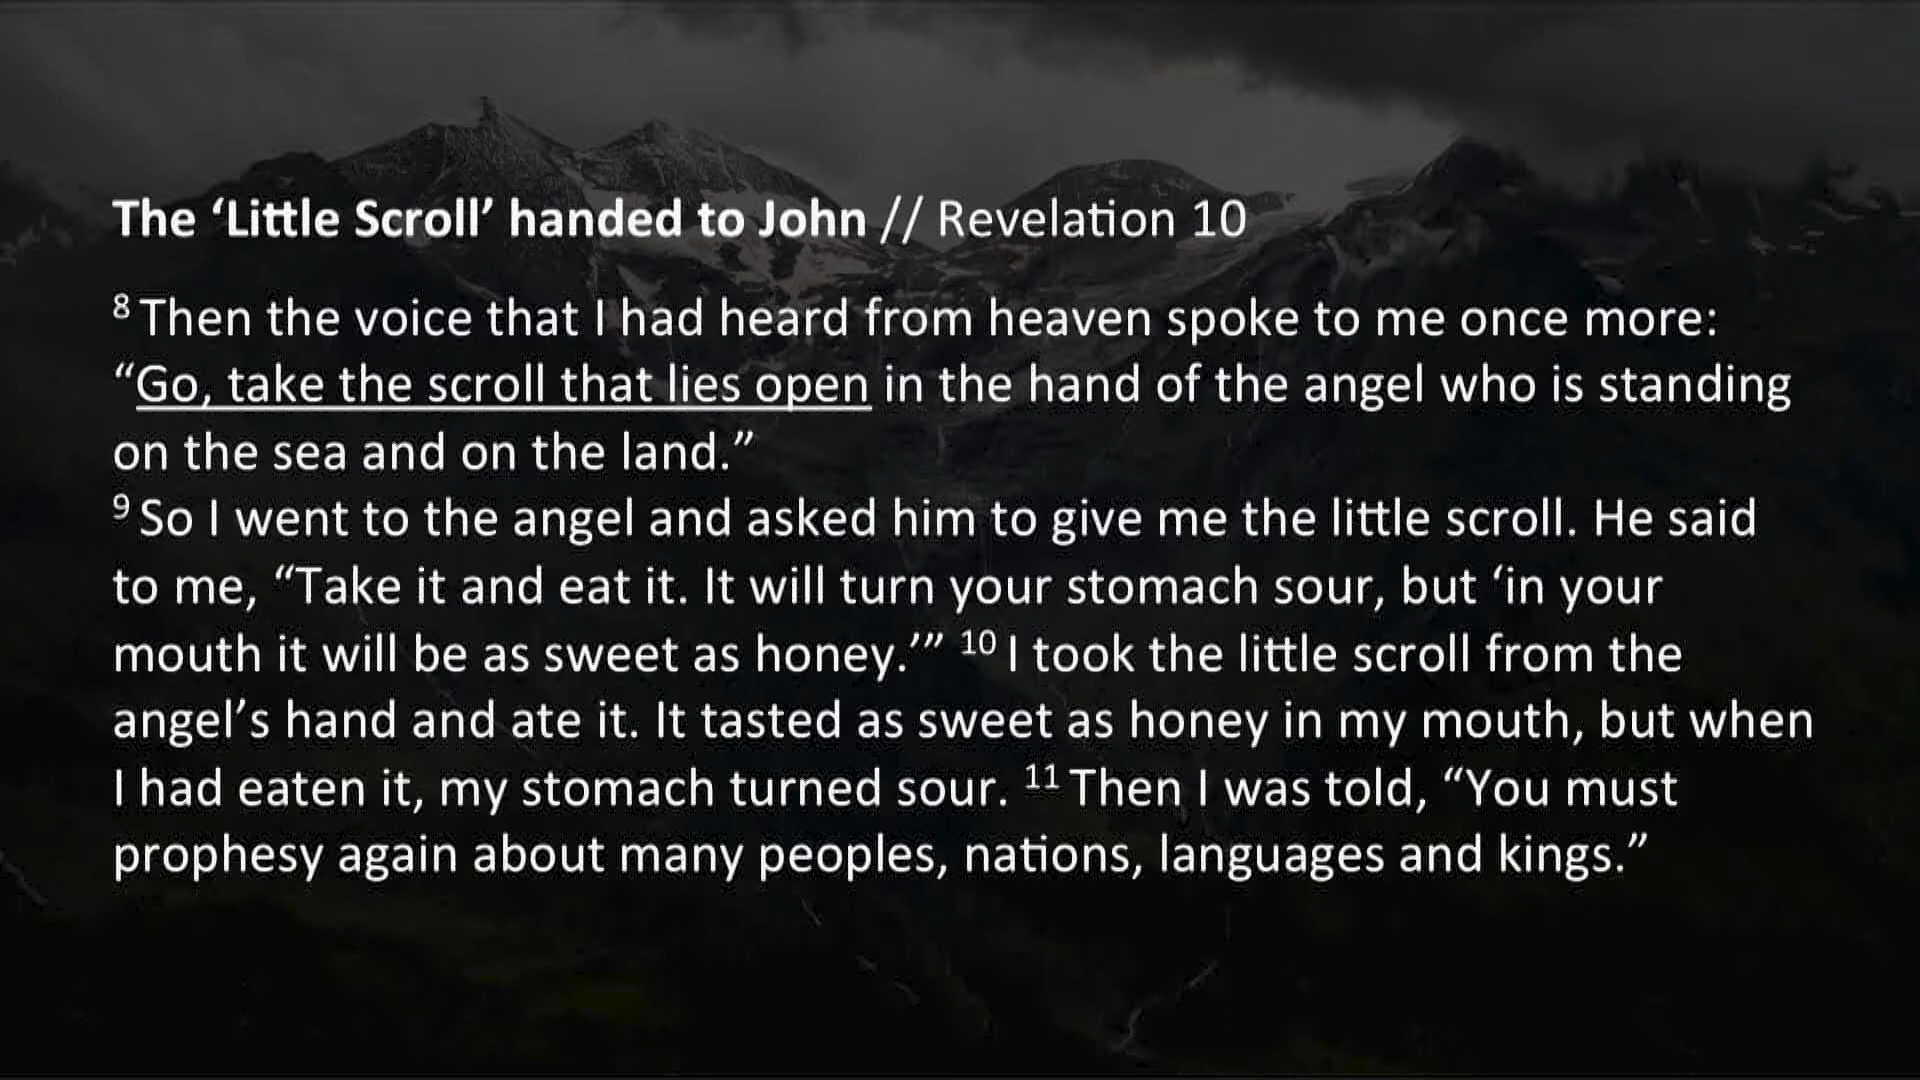 The ‘Little Scroll’ handed to John // Revelation 10
8 Then the voice that I had heard from heaven spoke to me once more:
“Go, take the scroll that lies open in the hand of the angel who is standing
on the sea and on the land.”
9 So I went to the angel and asked him to give me the little scroll. He said
to me, “Take it and eat it. It will turn your stomach sour, but ‘in your
mouth it will be as sweet as honey.’” 10 I took the little scroll from the
angel’s hand and ate it. It tasted as sweet as honey in my mouth, but when
I had eaten it, my stomach turned sour. 11 Then I was told, “You must
prophesy again about many peoples, nations, languages and kings.”